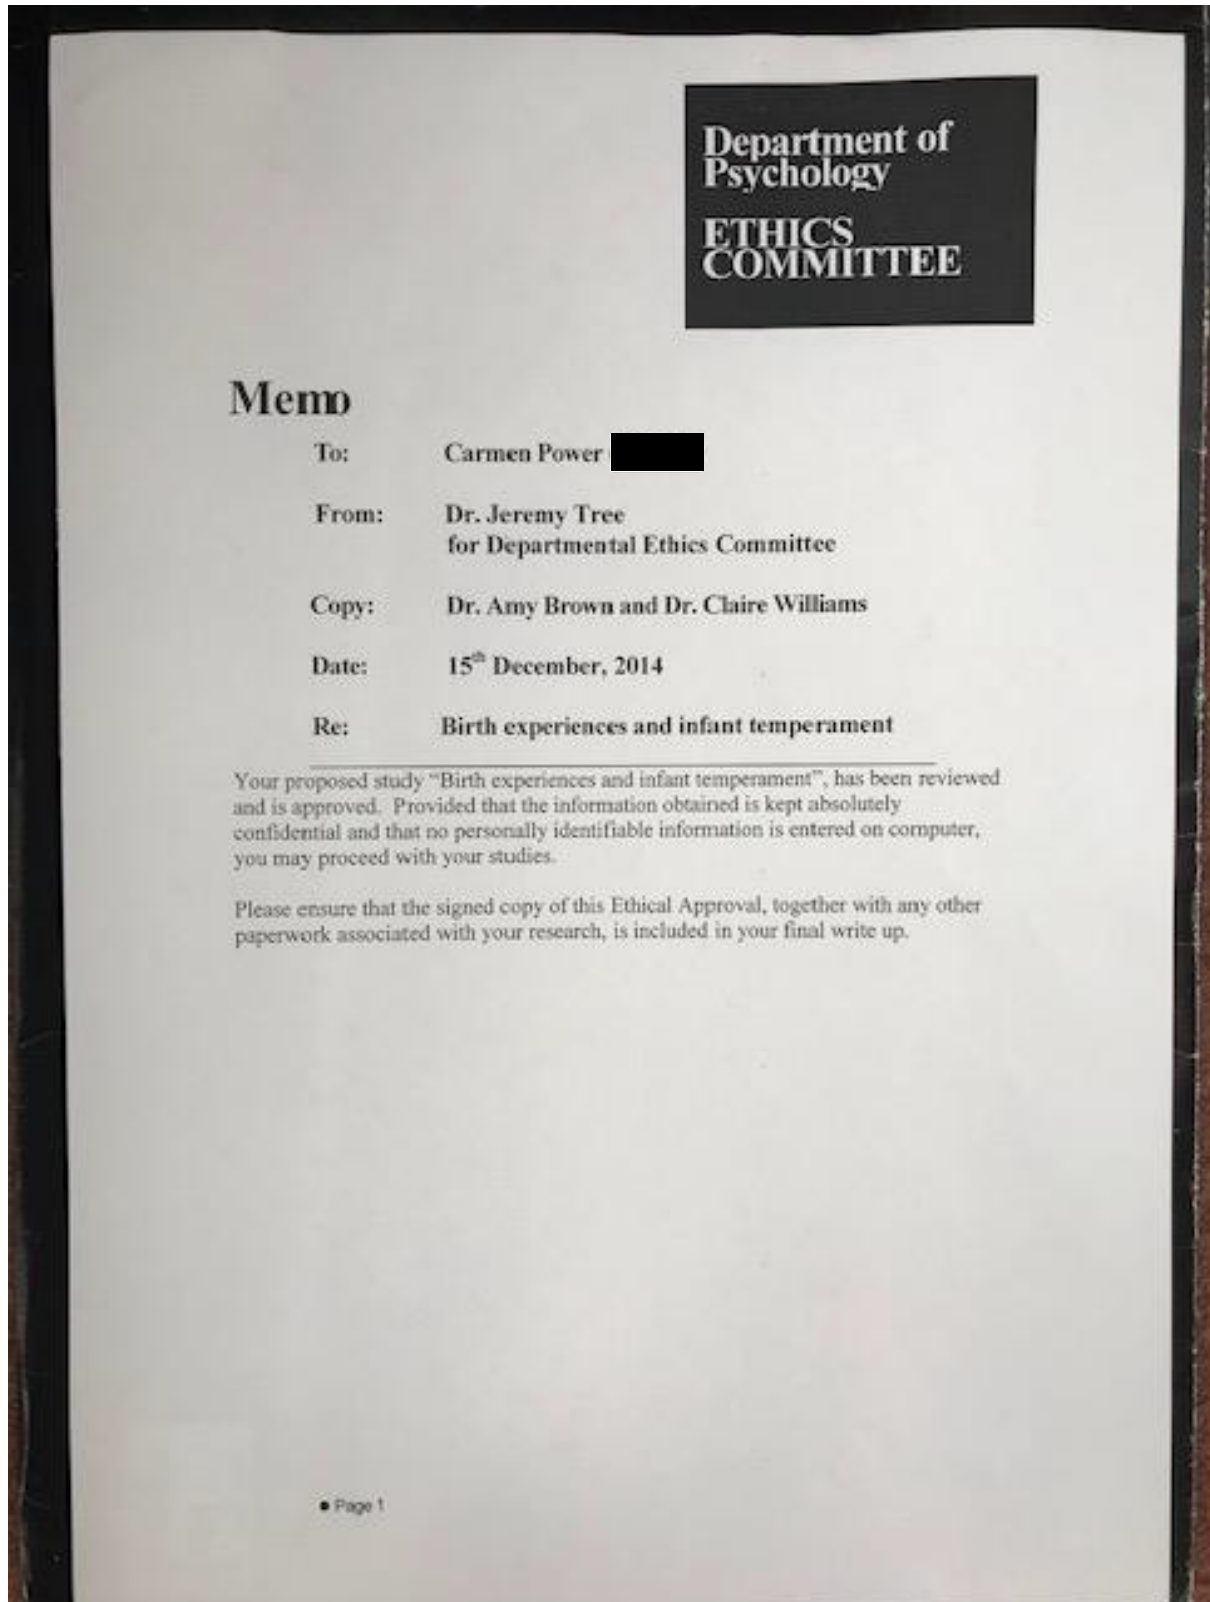 Department of
Psychology
ETHICS
COMMITTEE
Memo
To: Carmen Power
From: Dr. Jeremy Tree
for Departmental Ethics Committee
Copy: Dr. Amy Brown and Dr. Claire Williams
Date: 15th December, 2014
Re: Birth experiences and infant temperament
Your proposed study “Birth experiences and infant temperament”, has been reviewed
and is approved. Provided that the information obtained is kept absolutely
confidential and that no personally identifiable information is entered on computer,
you may proceed with your studies.
Please ensure that the signed copy of this Ethical Approval, together with any other
paperwork associated with your research, is included in your final write up.
● Page 1